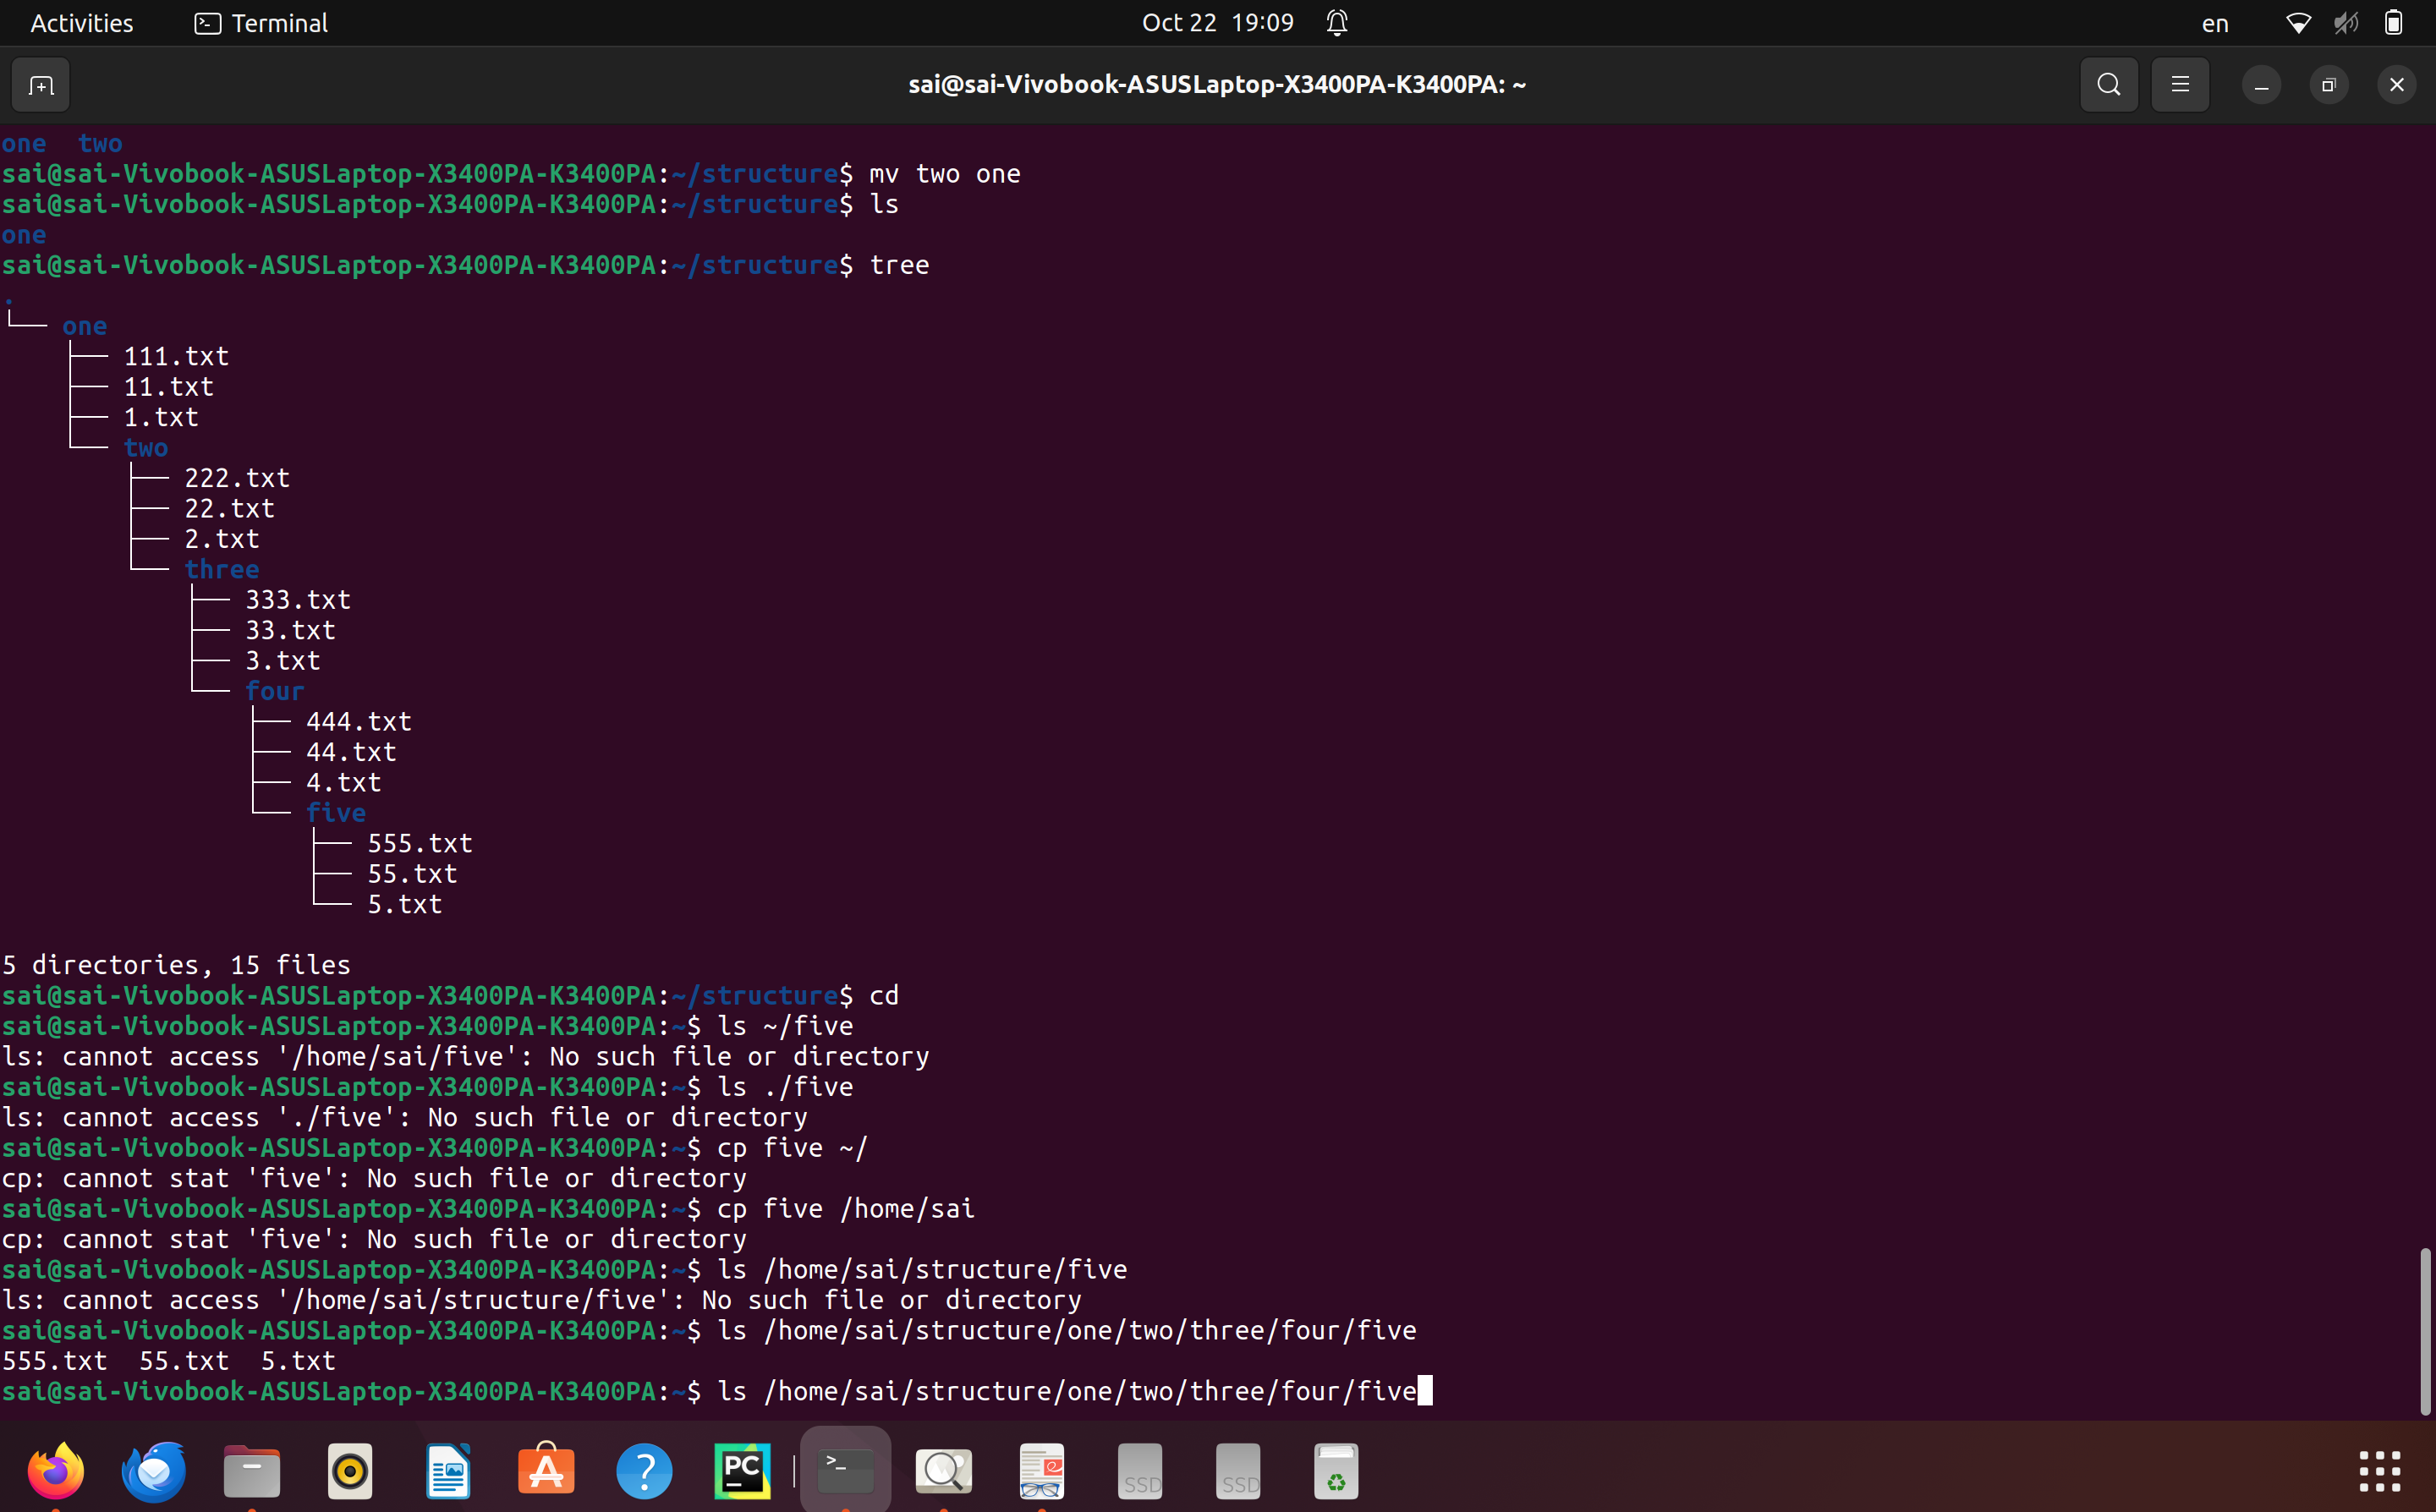 Activities Terminal Oct 22 19:09 en
sai@sai-Vivobook-ASUSLaptop-X3400PA-K3400PA: ~
one  two
sai@sai-Vivobook-ASUSLaptop-X3400PA-K3400PA:~/structure$ mv two one
sai@sai-Vivobook-ASUSLaptop-X3400PA-K3400PA:~/structure$ ls
one
sai@sai-Vivobook-ASUSLaptop-X3400PA-K3400PA:~/structure$ tree
.
└── one
    ├── 111.txt
    ├── 11.txt
    ├── 1.txt
    └── two
        ├── 222.txt
        ├── 22.txt
        ├── 2.txt
        └── three
            ├── 333.txt
            ├── 33.txt
            ├── 3.txt
            └── four
                ├── 444.txt
                ├── 44.txt
                ├── 4.txt
                └── five
                    ├── 555.txt
                    ├── 55.txt
                    └── 5.txt
5 directories, 15 files
sai@sai-Vivobook-ASUSLaptop-X3400PA-K3400PA:~/structure$ cd
sai@sai-Vivobook-ASUSLaptop-X3400PA-K3400PA:~$ ls ~/five
ls: cannot access '/home/sai/five': No such file or directory
sai@sai-Vivobook-ASUSLaptop-X3400PA-K3400PA:~$ ls ./five
ls: cannot access './five': No such file or directory
sai@sai-Vivobook-ASUSLaptop-X3400PA-K3400PA:~$ cp five ~/
cp: cannot stat 'five': No such file or directory
sai@sai-Vivobook-ASUSLaptop-X3400PA-K3400PA:~$ cp five /home/sai
cp: cannot stat 'five': No such file or directory
sai@sai-Vivobook-ASUSLaptop-X3400PA-K3400PA:~$ ls /home/sai/structure/five
ls: cannot access '/home/sai/structure/five': No such file or directory
sai@sai-Vivobook-ASUSLaptop-X3400PA-K3400PA:~$ ls /home/sai/structure/one/two/three/four/five
555.txt  55.txt  5.txt
sai@sai-Vivobook-ASUSLaptop-X3400PA-K3400PA:~$ ls /home/sai/structure/one/two/three/four/five
PC SSD SSD